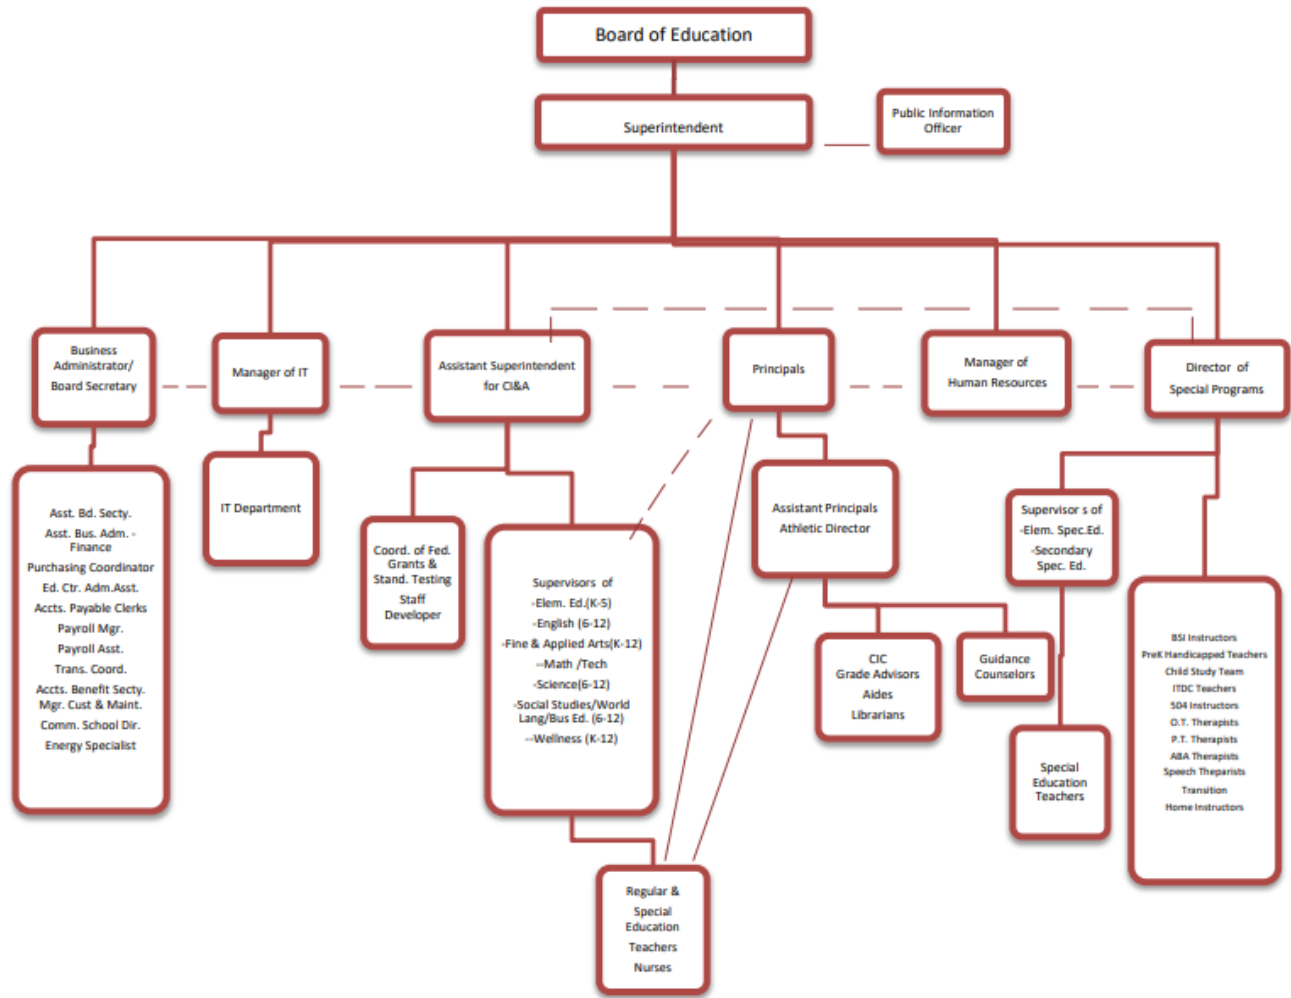 Board of Education
Superintendent
Public Information
Officer
Business
Administrator/
Board Secretary
Manager of IT
Assistant Superintendent
for CI&A
Principals
Manager of
Human Resources
Director of
Special Programs
Asst. Bd. Secty.
Asst. Bus. Adm. -
Finance
Purchasing Coordinator
Ed. Ctr. Adm.Asst.
Accts. Payable Clerks
Payroll Mgr.
Payroll Asst.
Trans. Coord.
Accts. Benefit Secty.
Mgr. Cust & Maint.
Comm. School Dir.
Energy Specialist
IT Department
Coord. of Fed.
Grants &
Stand. Testing
Staff
Developer
Supervisors of
-Elem. Ed.(K-5)
-English (6-12)
-Fine & Applied Arts(K-12)
--Math /Tech
-Science(6-12)
-Social Studies/World
Lang/Bus Ed. (6-12)
--Wellness (K-12)
Assistant Principals
Athletic Director
CIC
Grade Advisors
Aides
Librarians
Guidance
Counselors
Supervisor s of
-Elem. Spec.Ed.
-Secondary
Spec. Ed.
Special
Education
Teachers
BSI Instructors
PreK Handicapped Teachers
Child Study Team
ITDC Teachers
504 Instructors
O.T. Therapists
P.T. Therapists
ABA Therapists
Speech Theparists
Transition
Home Instructors
Regular &
Special
Education
Teachers
Nurses